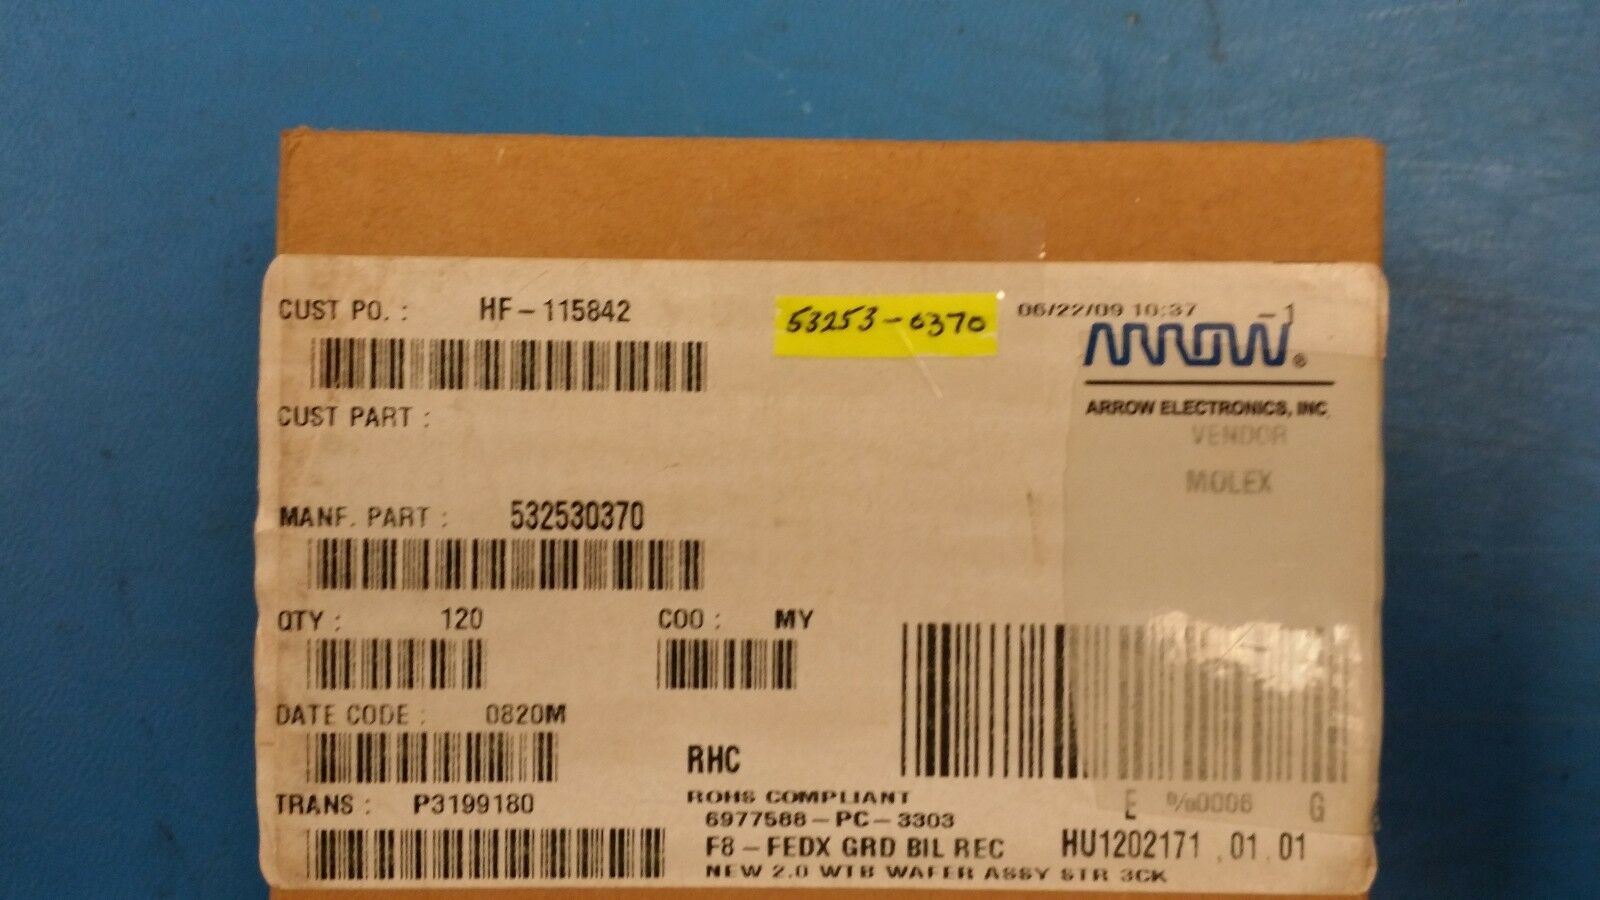 CUST PO. : HF-115842
53253-0370
06/22/09 10:37 -1
ARROW®
ARROW ELECTRONICS, INC.
CUST PART :
VENDOR
MOLEX
MANF. PART : 532530370
QTY : 120 COO : MY
DATE CODE : 0820M
RHC
TRANS : P3199180
ROHS COMPLIANT
E %0006 G
6977588-PC-3303
F8-FEDX GRD BIL REC HU1202171 .01.01
NEW 2.0 WTB WAFER ASSY STR 3CK